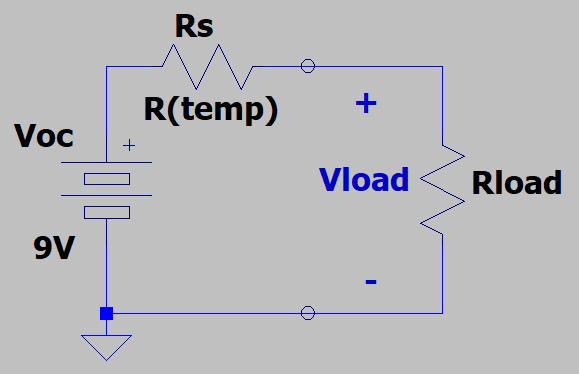 Rs
R(temp)
+
Voc
+
Vload
Rload
-
9V